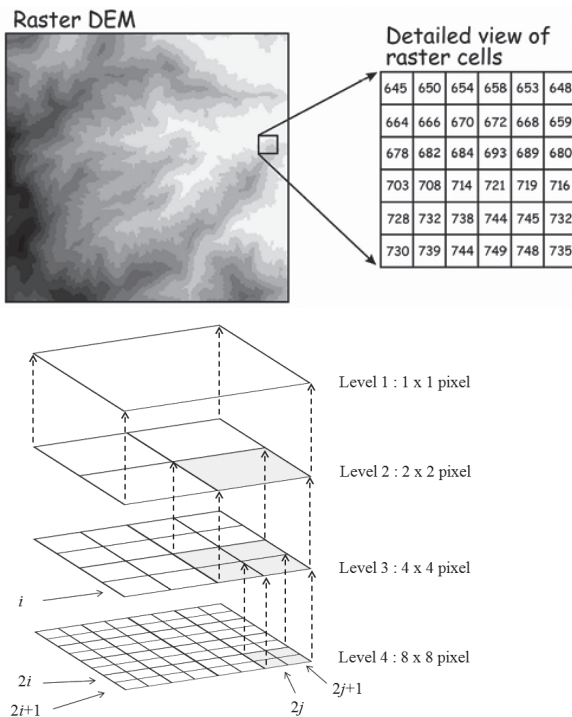 Raster DEM
Detailed view of
raster cells
645 650 654 658 653 648
664 666 670 672 668 659
678 682 684 693 689 680
703 708 714 721 719 716
728 732 738 744 745 732
730 739 744 749 748 735
Level 1 : 1 x 1 pixel
Level 2 : 2 x 2 pixel
Level 3 : 4 x 4 pixel
i
Level 4 : 8 x 8 pixel
2i
2j+1
2i+1
2j